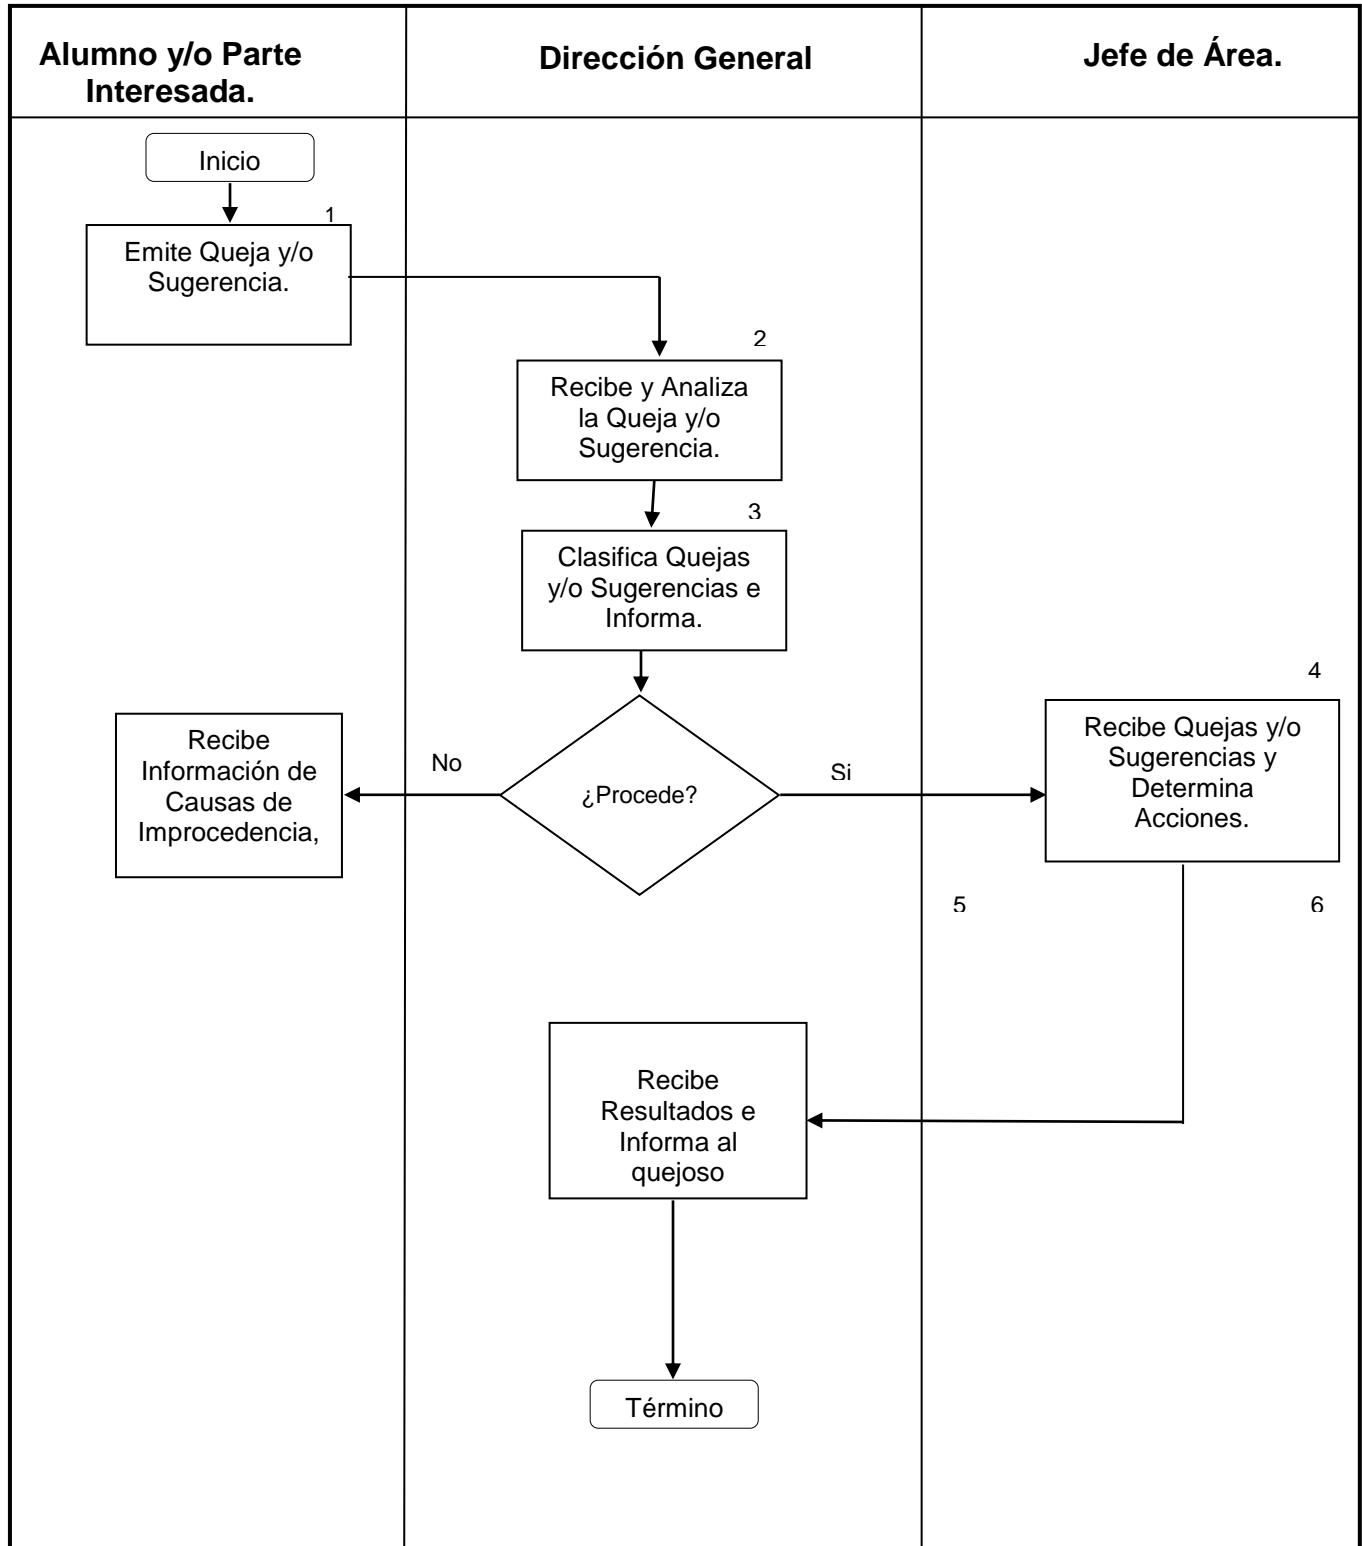 Alumno y/o Parte
Interesada.
Dirección General
Jefe de Área.
Inicio
1
Emite Queja y/o
Sugerencia.
2
Recibe y Analiza
la Queja y/o
Sugerencia.
3
Clasifica Quejas
y/o Sugerencias e
Informa.
4
Recibe
Información de
Causas de
Improcedencia,
No
¿Procede?
Si
Recibe Quejas y/o
Sugerencias y
Determina
Acciones.
5
6
Recibe
Resultados e
Informa al
quejoso
Término